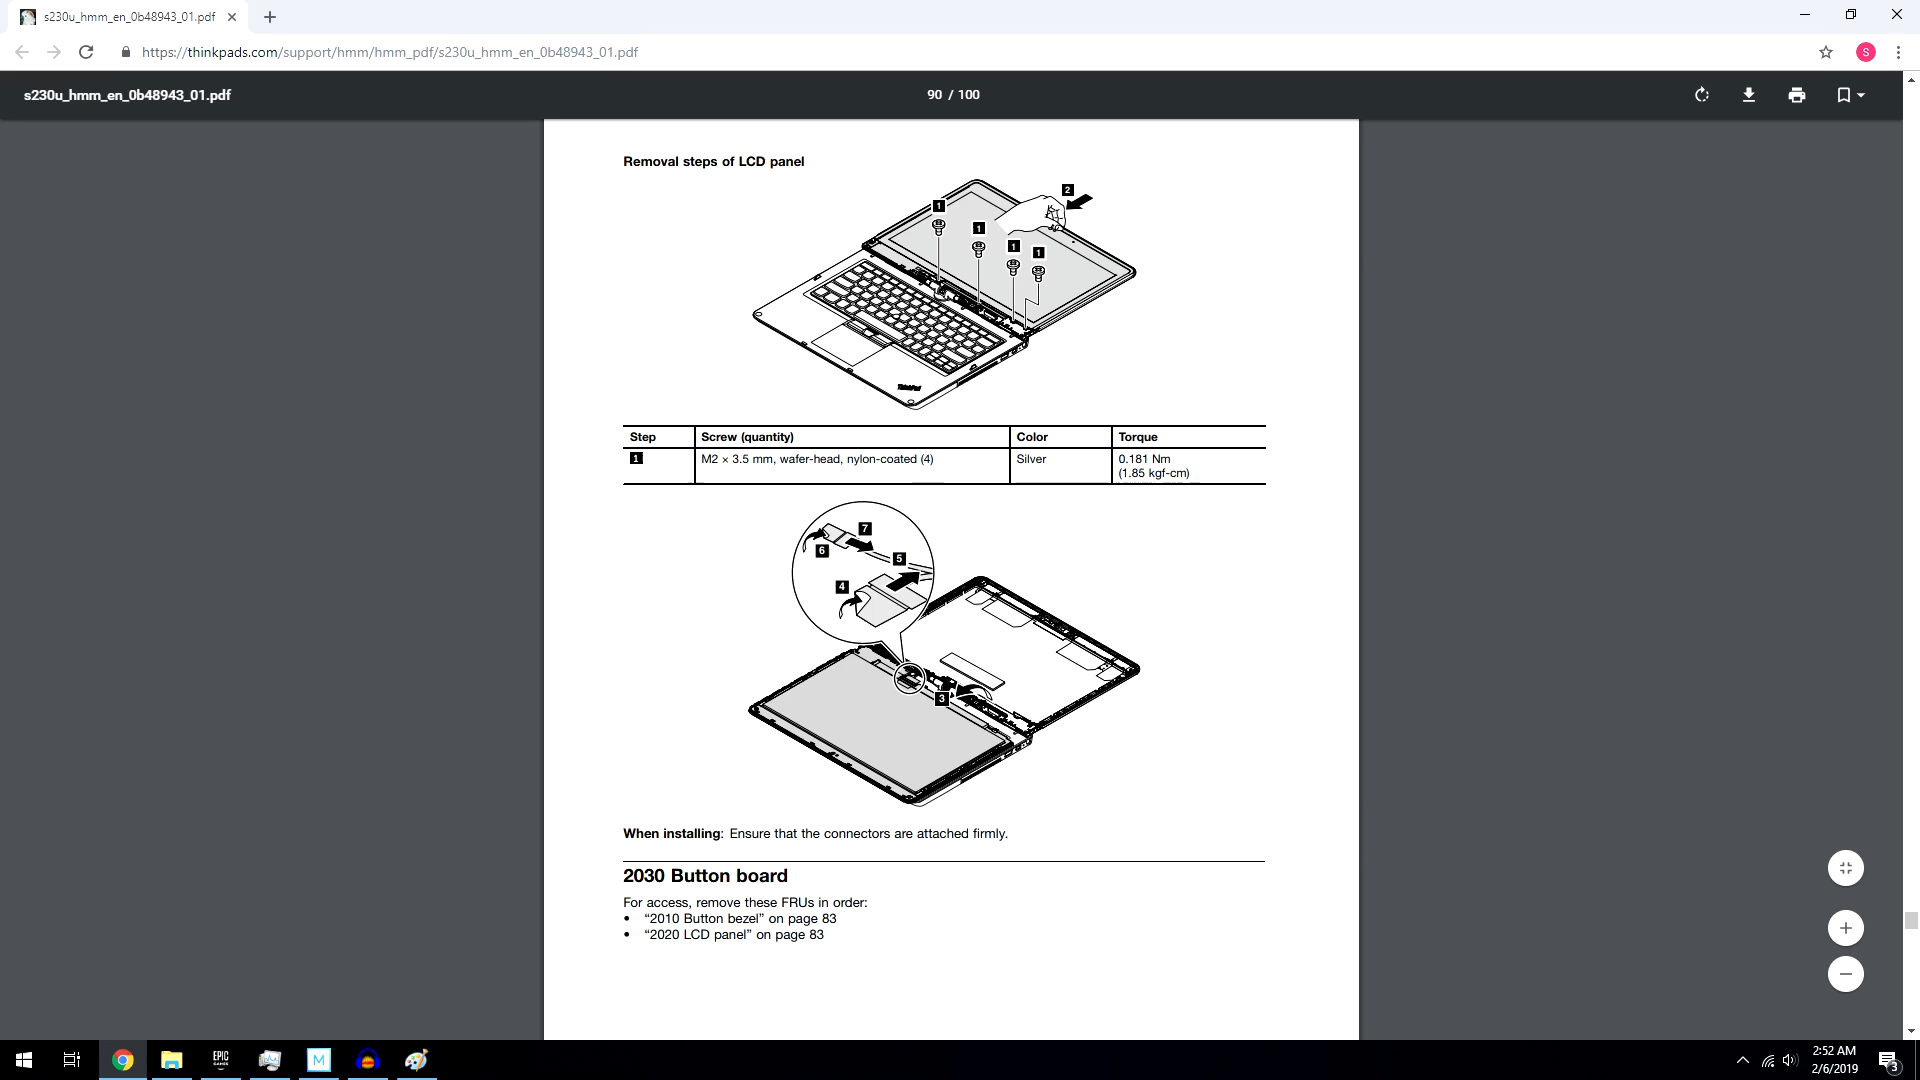 s230u_hmm_en_0b48943_01.pdf
https://thinkpads.com/support/hmm/hmm_pdf/s230u_hmm_en_0b48943_01.pdf
S
s230u_hmm_en_0b48943_01.pdf
90 / 100
Removal steps of LCD panel
2
1
1
1
1
ThinkPad
Step Screw (quantity) Color Torque
1 M2 × 3.5 mm, wafer-head, nylon-coated (4) Silver 0.181 Nm
(1.85 kgf-cm)
7
6
5
4
3
When installing: Ensure that the connectors are attached firmly.
2030 Button board
For access, remove these FRUs in order:
• “2010 Button bezel” on page 83
• “2020 LCD panel” on page 83
EPIC
GAMES
M
2:52 AM
2/6/2019
3